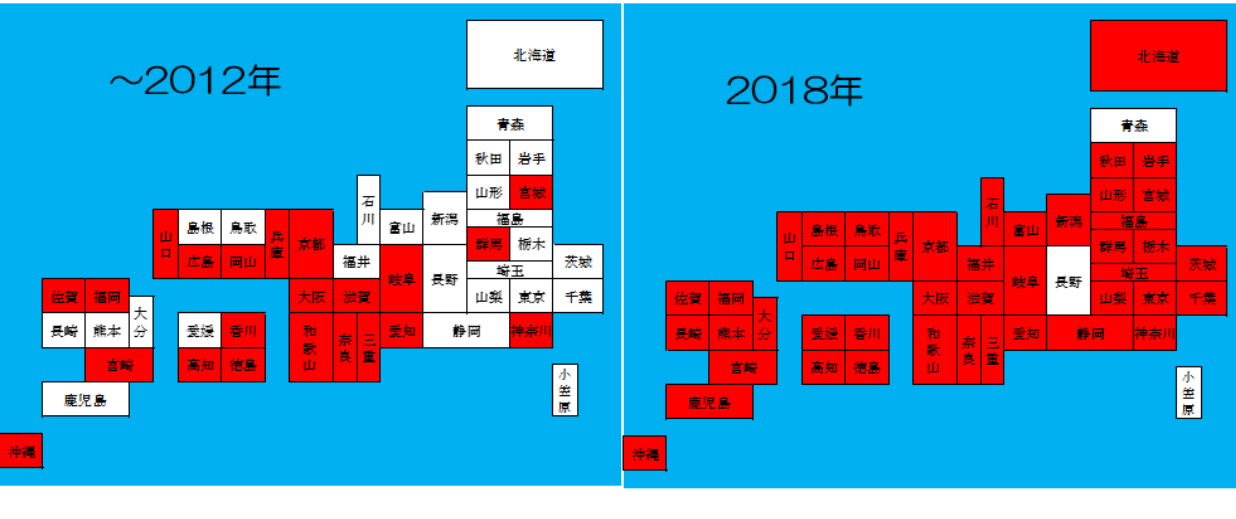 ～2012年
北海道
青森
秋田 岩手
山形 宮城
石川
新潟
富山
福島
山口
島根 鳥取
兵庫
京都
群馬 栃木
広島 岡山
福井
岐阜
長野
埼玉
茨城
佐賀 福岡
大分
大阪 滋賀
山梨 東京 千葉
長崎 熊本
愛媛 香川
和歌山
奈良
三重
愛知
静岡
神奈川
宮崎
高知 徳島
鹿児島
小笠原
沖縄
2018年
北海道
青森
秋田 岩手
山形 宮城
石川
新潟
富山
福島
山口
島根 鳥取
兵庫
京都
群馬 栃木
広島 岡山
福井
岐阜
長野
埼玉
茨城
佐賀 福岡
大分
大阪 滋賀
山梨 東京 千葉
長崎 熊本
愛媛 香川
和歌山
奈良
三重
愛知
静岡
神奈川
宮崎
高知 徳島
鹿児島
小笠原
沖縄